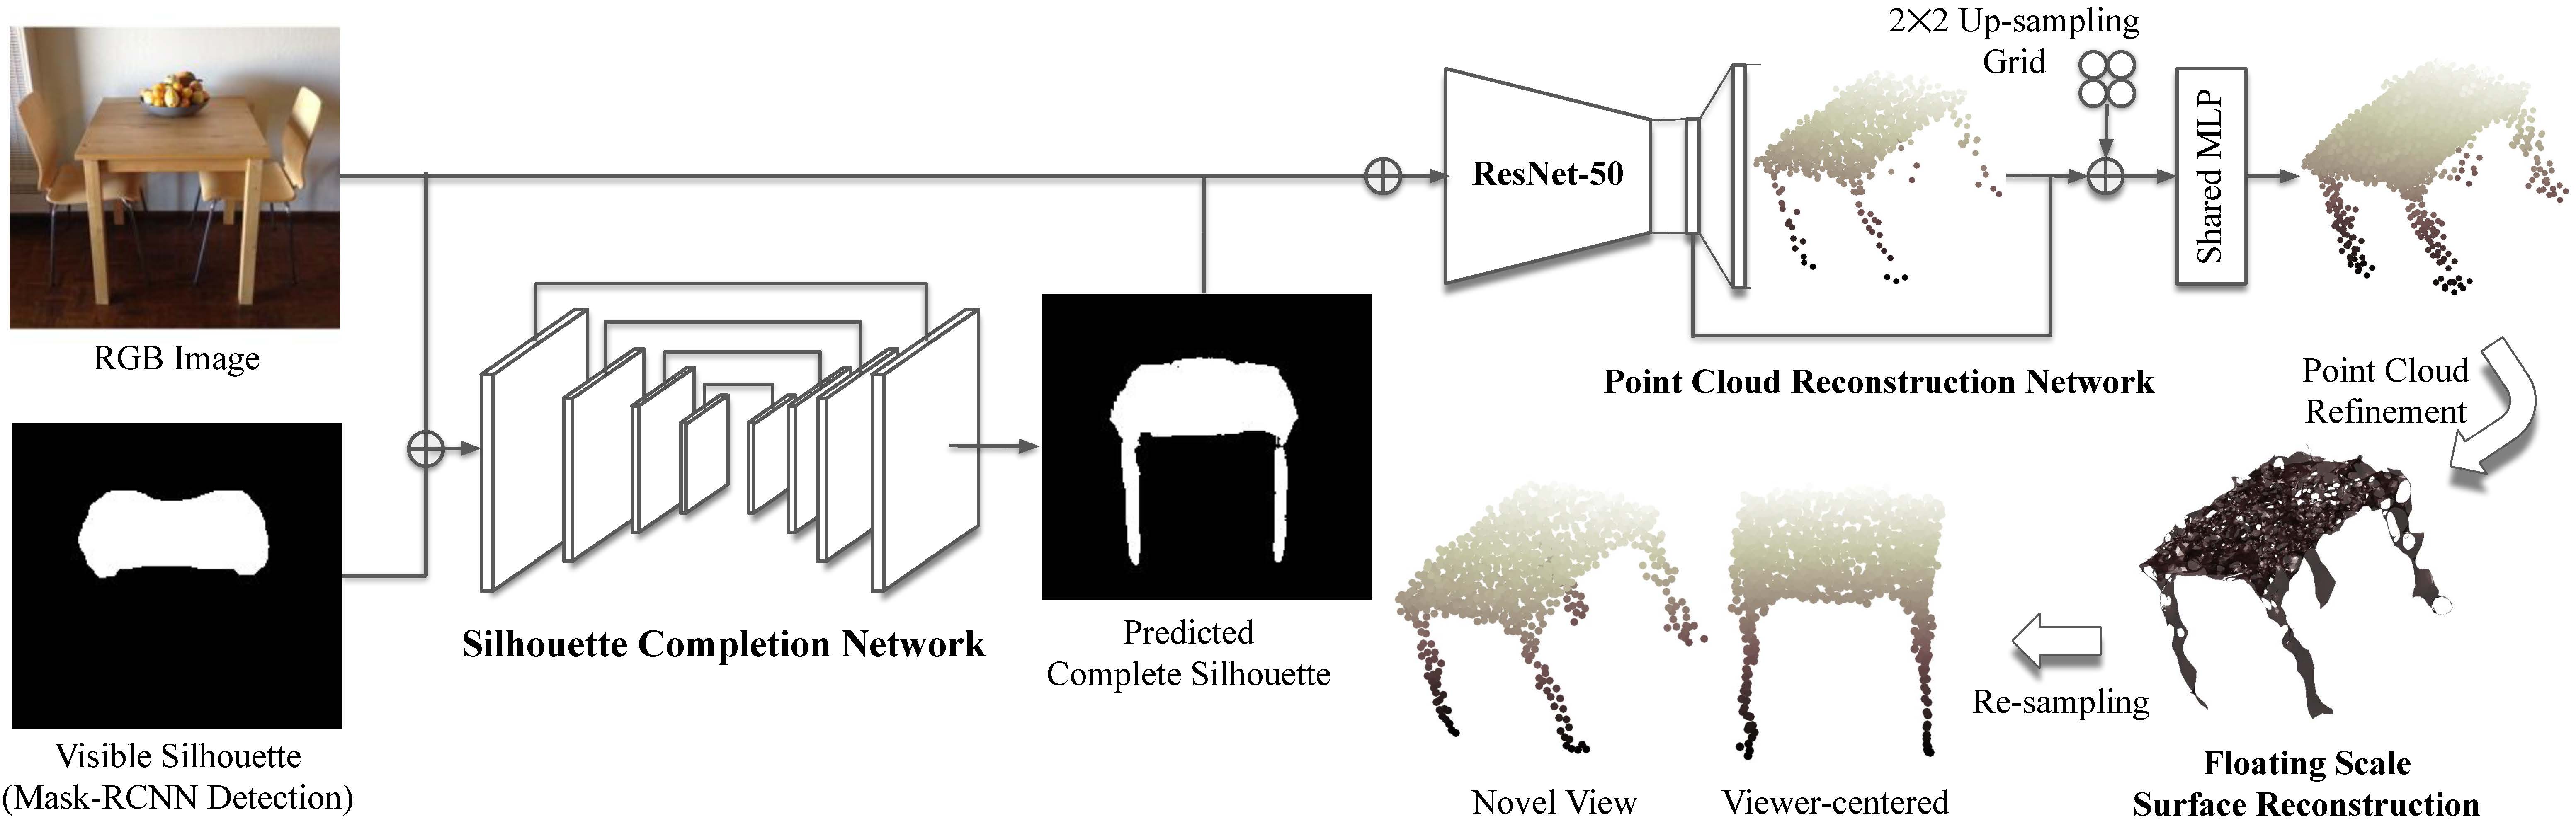 RGB Image
Visible Silhouette
(Mask-RCNN Detection)
Silhouette Completion Network
Predicted
Complete Silhouette
ResNet-50
2×2 Up-sampling
Grid
Shared MLP
Point Cloud Reconstruction Network
Point Cloud
Refinement
Floating Scale
Surface Reconstruction
Re-sampling
Novel View
Viewer-centered